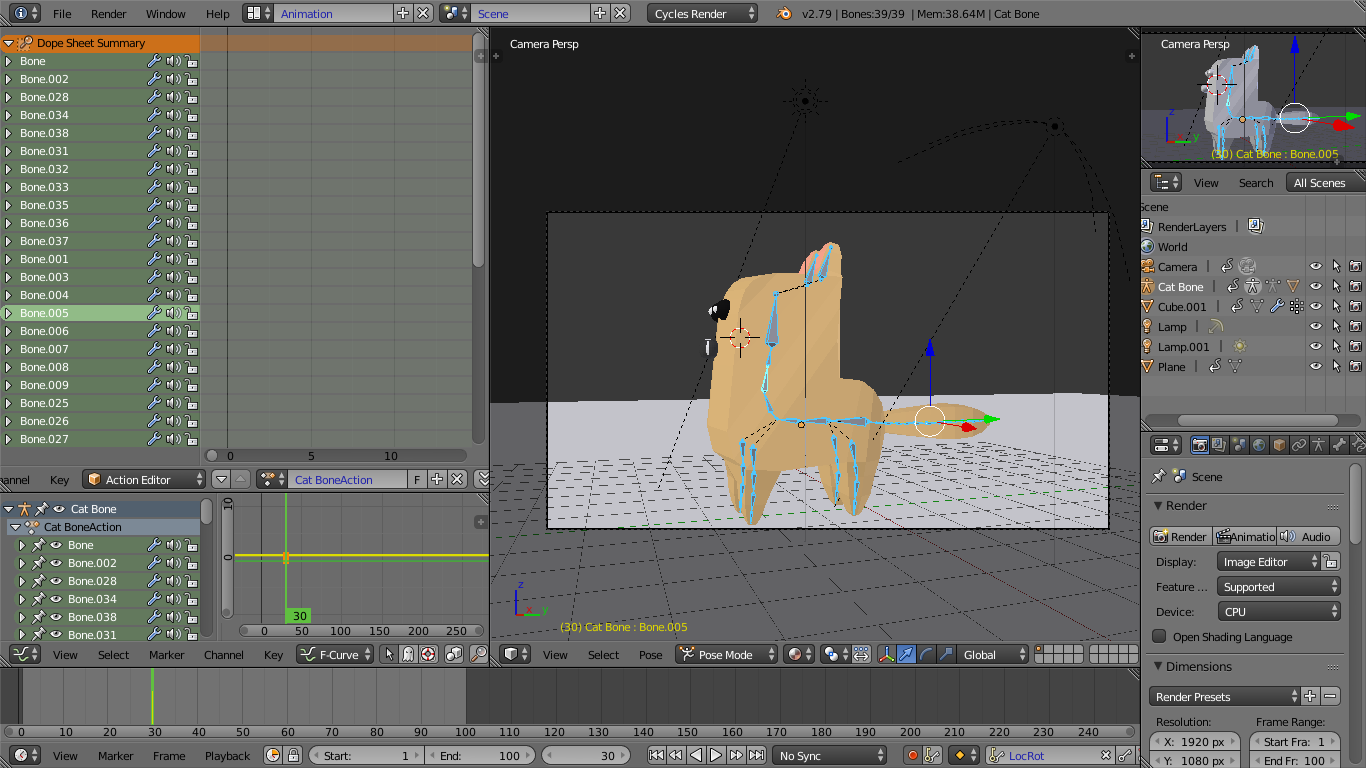 File Render Window Help Animation Scene Cycles Render v2.79 | Bones:39/39 | Mem:38.64M | Cat Bone
Dope Sheet Summary
Bone
Bone.002
Bone.028
Bone.034
Bone.038
Bone.031
Bone.032
Bone.033
Bone.035
Bone.036
Bone.037
Bone.001
Bone.003
Bone.004
Bone.005
Bone.006
Bone.007
Bone.008
Bone.009
Bone.025
Bone.026
Bone.027
0 5 10
annel Key Action Editor Cat BoneAction F
Cat Bone
Cat BoneAction
Bone
Bone.002
Bone.028
Bone.034
Bone.038
Bone.031
10
0
30
0 50 100 150 200 250
View Select Marker Channel Key F-Curve
Camera Persp
z
x y
(30) Cat Bone : Bone.005
View Select Pose Pose Mode Global
Camera Persp
z
x y
(30) Cat Bone : Bone.005
View Search All Scenes
Scene
RenderLayers
World
Camera
Cat Bone
Cube.001
Lamp
Lamp.001
Plane
Scene
Render
Render Animatio Audio
Display: Image Editor
Feature ... Supported
Device: CPU
Open Shading Language
Dimensions
Render Presets
Resolution: Frame Range:
X: 1920 px Start Fra: 1
Y: 1080 px End Fr: 100
0 10 20 30 40 50 60 70 80 90 100 110 120 130 140 150 160 170 180 190 200 210 220 230 240
View Marker Frame Playback Start: 1 End: 100 30 No Sync LocRot